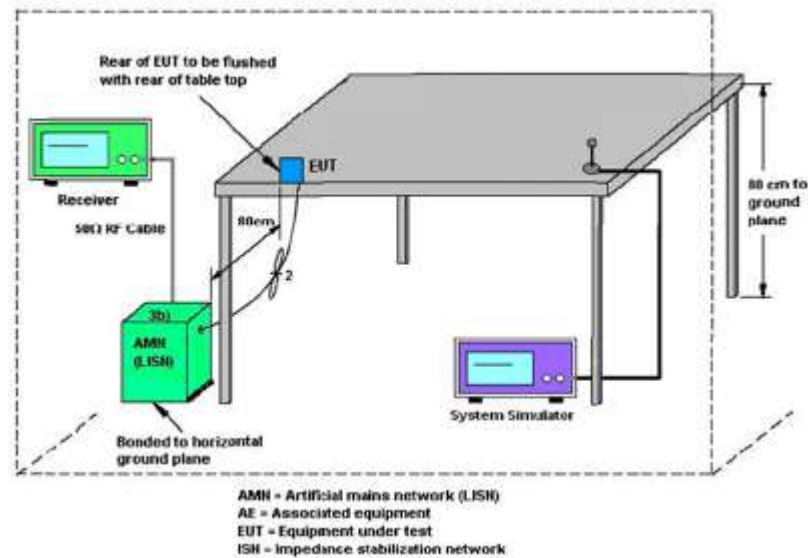 Rear of EUT to be flushed
with rear of table top
EUT
Receiver
50Ω RF Cable
80cm
2
80 cm to
ground
plane
3b)
AMN
(LISN)
System Simulator
Bonded to horizontal
ground plane
AMN = Artificial mains network (LISN)
AE = Associated equipment
EUT = Equipment under test
ISN = Impedance stabilization network